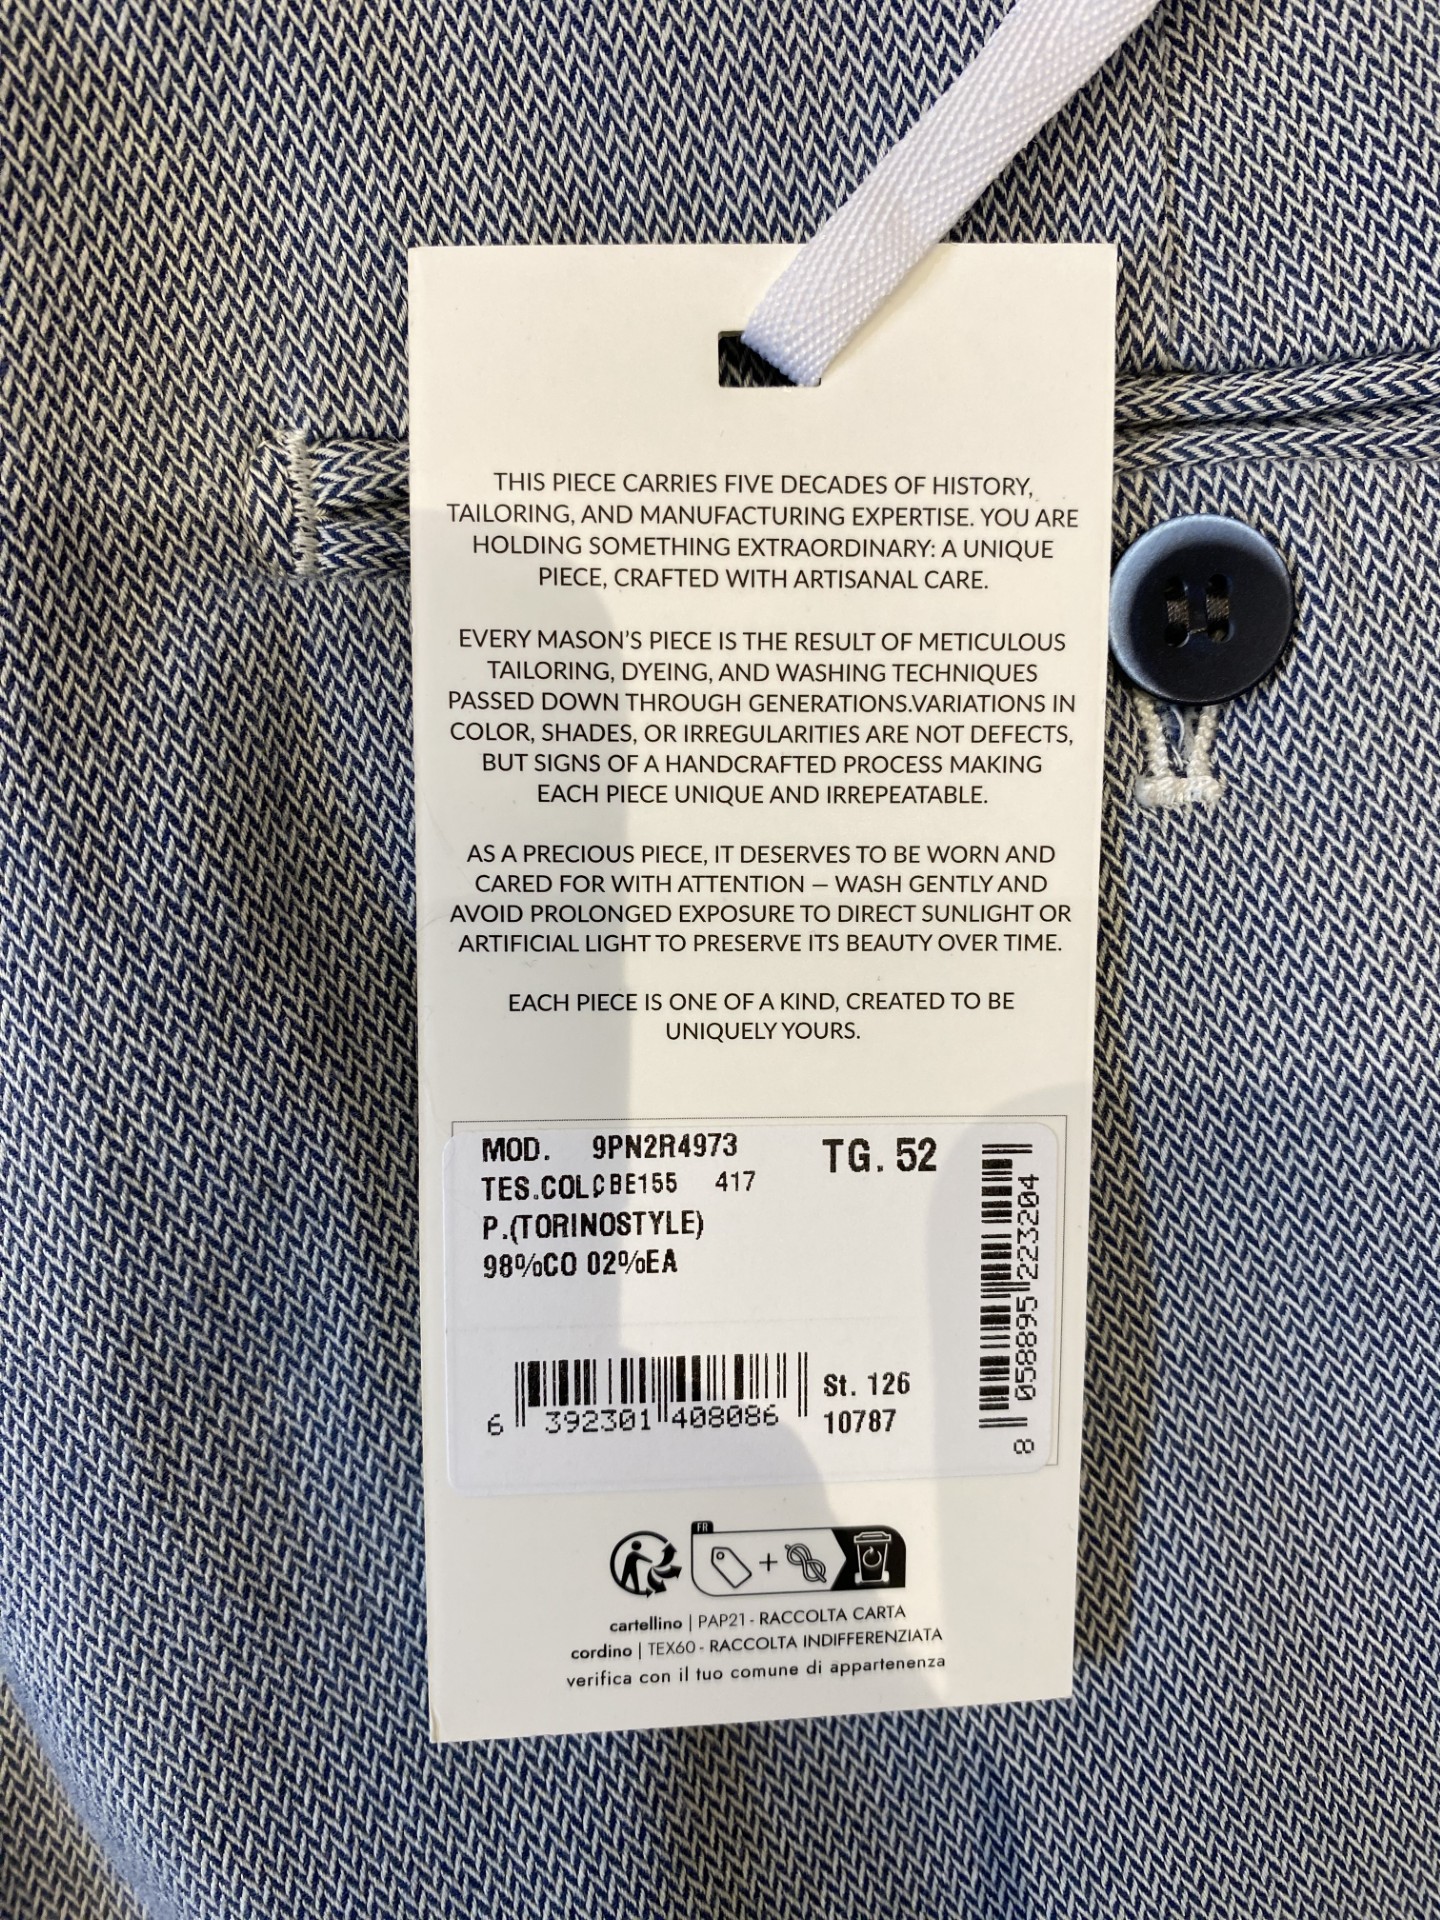 THIS PIECE CARRIES FIVE DECADES OF HISTORY,
TAILORING, AND MANUFACTURING EXPERTISE. YOU ARE
HOLDING SOMETHING EXTRAORDINARY: A UNIQUE
PIECE, CRAFTED WITH ARTISANAL CARE.
EVERY MASON'S PIECE IS THE RESULT OF METICULOUS
TAILORING, DYEING, AND WASHING TECHNIQUES
PASSED DOWN THROUGH GENERATIONS.VARIATIONS IN
COLOR, SHADES, OR IRREGULARITIES ARE NOT DEFECTS,
BUT SIGNS OF A HANDCRAFTED PROCESS MAKING
EACH PIECE UNIQUE AND IRREPEATABLE.
AS A PRECIOUS PIECE, IT DESERVES TO BE WORN AND
CARED FOR WITH ATTENTION — WASH GENTLY AND
AVOID PROLONGED EXPOSURE TO DIRECT SUNLIGHT OR
ARTIFICIAL LIGHT TO PRESERVE ITS BEAUTY OVER TIME.
EACH PIECE IS ONE OF A KIND, CREATED TO BE
UNIQUELY YOURS.
MOD. 9PN2R4973 TG. 52
TES.COL CBE155 417
P.(TORINOSTYLE)
98%CO 02%EA
8 058895 223204
St. 126
6 392301 408086 10787
FR
cartellino | PAP21 - RACCOLTA CARTA
cordino | TEX60 - RACCOLTA INDIFFERENZIATA
verifica con il tuo comune di appartenenza